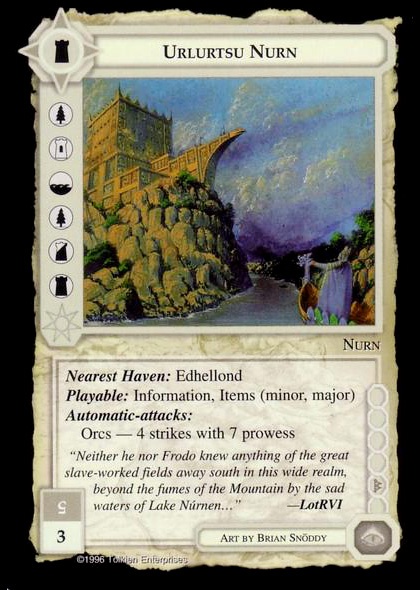 Urlurtsu Nurn
Nurn
Nearest Haven: Edhellond
Playable: Information, Items (minor, major)
Automatic-attacks:
Orcs — 4 strikes with 7 prowess
“Neither he nor Frodo knew anything of the great
slave-worked fields away south in this wide realm,
beyond the fumes of the Mountain by the sad
waters of Lake Núrnen...” —LotRVI
5
3
Art by Brian Snöddy
©1996 Tolkien Enterprises